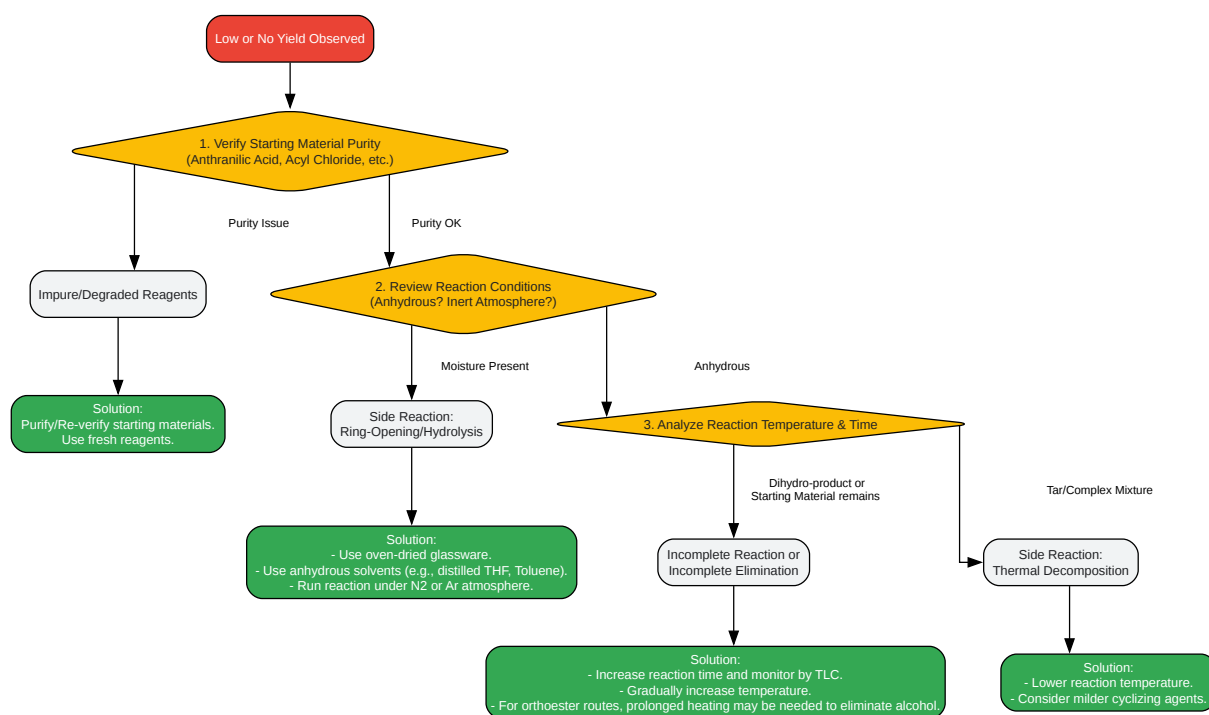 Low or No Yield Observed
1. Verify Starting Material Purity
(Anthranilic Acid, Acyl Chloride, etc.)
Purity Issue
Purity OK
Impure/Degraded Reagents
2. Review Reaction Conditions
(Anhydrous? Inert Atmosphere?)
Moisture Present
Anhydrous
Solution:
Purify/Re-verify starting materials.
Use fresh reagents.
Side Reaction:
Ring-Opening/Hydrolysis
3. Analyze Reaction Temperature & Time
Dihydro-product or
Starting Material remains
Tar/Complex Mixture
Solution:
- Use oven-dried glassware.
- Use anhydrous solvents (e.g., distilled THF, Toluene).
- Run reaction under N2 or Ar atmosphere.
Incomplete Reaction or
Incomplete Elimination
Side Reaction:
Thermal Decomposition
Solution:
- Increase reaction time and monitor by TLC.
- Gradually increase temperature.
- For orthoester routes, prolonged heating may be needed to eliminate alcohol.
Solution:
- Lower reaction temperature.
- Consider milder cyclizing agents.